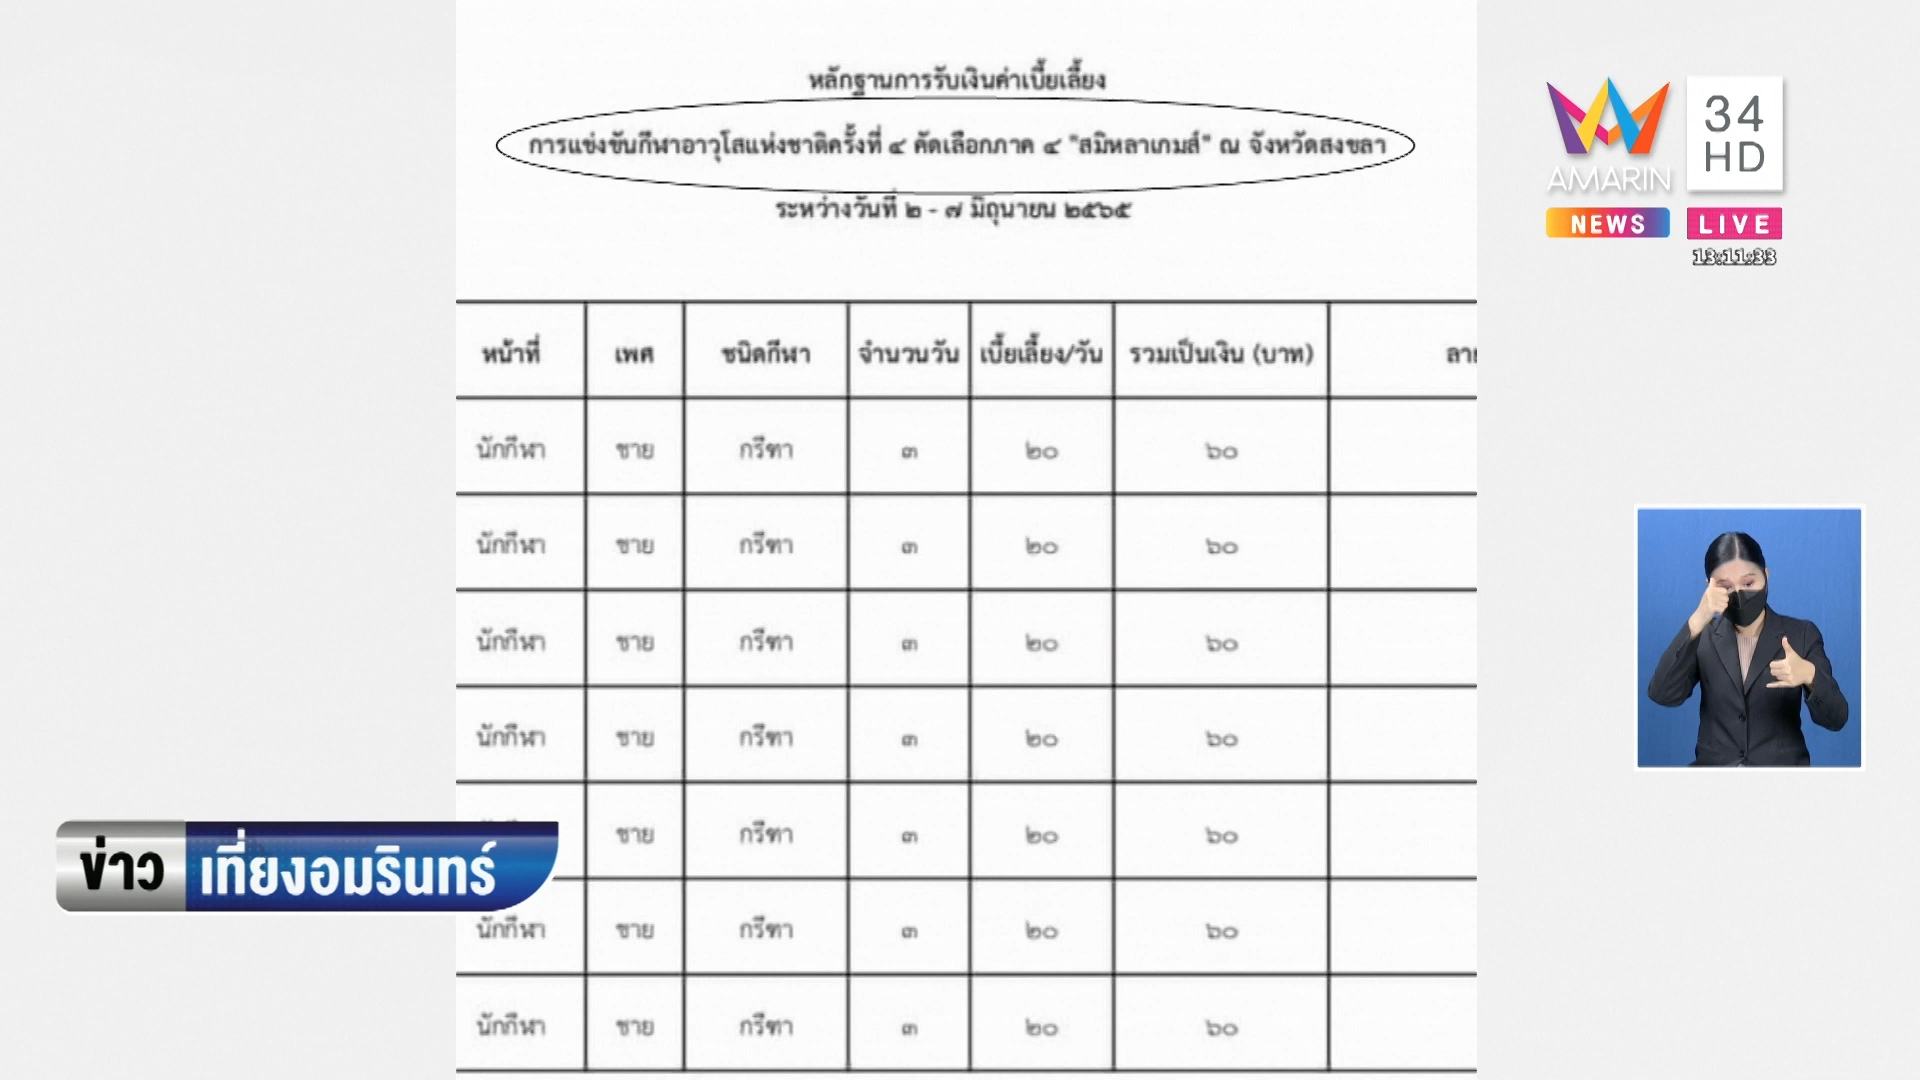 หลักฐานการรับเงินค่าเบี้ยเลี้ยง
การแข่งขันกีฬาอาวุโสแห่งชาติครั้งที่ ๔ คัดเลือกภาค ๔ "สมิหลาเกมส์" ณ จังหวัดสงขลา
ระหว่างวันที่ ๒ - ๗ มิถุนายน ๒๕๖๕
หน้าที่ เพศ ชนิดกีฬา จำนวนวัน เบี้ยเลี้ยง/วัน รวมเป็นเงิน (บาท)
นักกีฬา ชาย กรีฑา ๓ ๒๐ ๖๐
นักกีฬา ชาย กรีฑา ๓ ๒๐ ๖๐
นักกีฬา ชาย กรีฑา ๓ ๒๐ ๖๐
นักกีฬา ชาย กรีฑา ๓ ๒๐ ๖๐
ชาย กรีฑา ๓ ๒๐ ๖๐
นักกีฬา ชาย กรีฑา ๓ ๒๐ ๖๐
นักกีฬา ชาย กรีฑา ๓ ๒๐ ๖๐
ข่าว เที่ยงอมรินทร์
AMARIN
34
HD
NEWS
LIVE
13:11:33